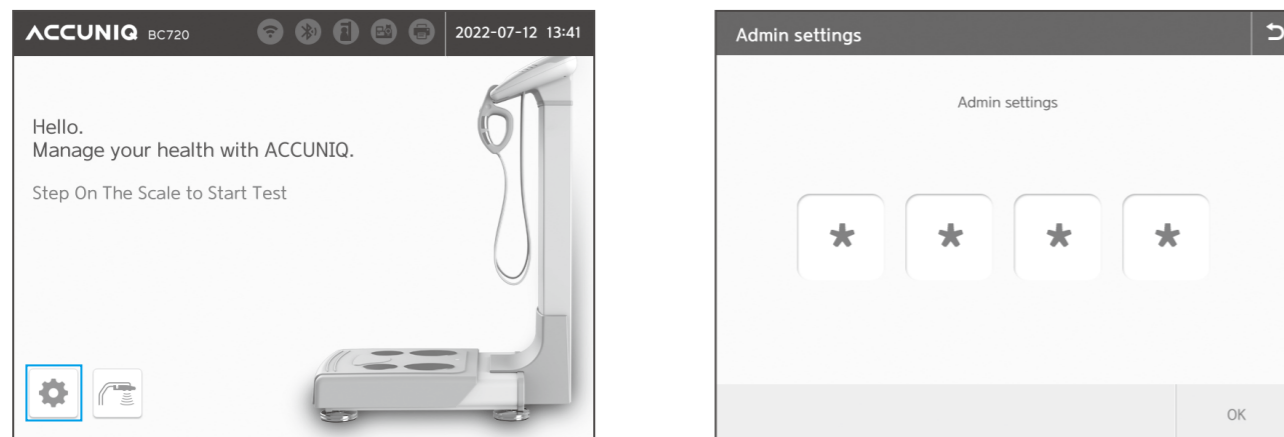 ACCUNIQ BC720 2022-07-12 13:41
Hello.
Manage your health with ACCUNIQ.
Step On The Scale to Start Test
Admin settings
Admin settings
* * * *
OK